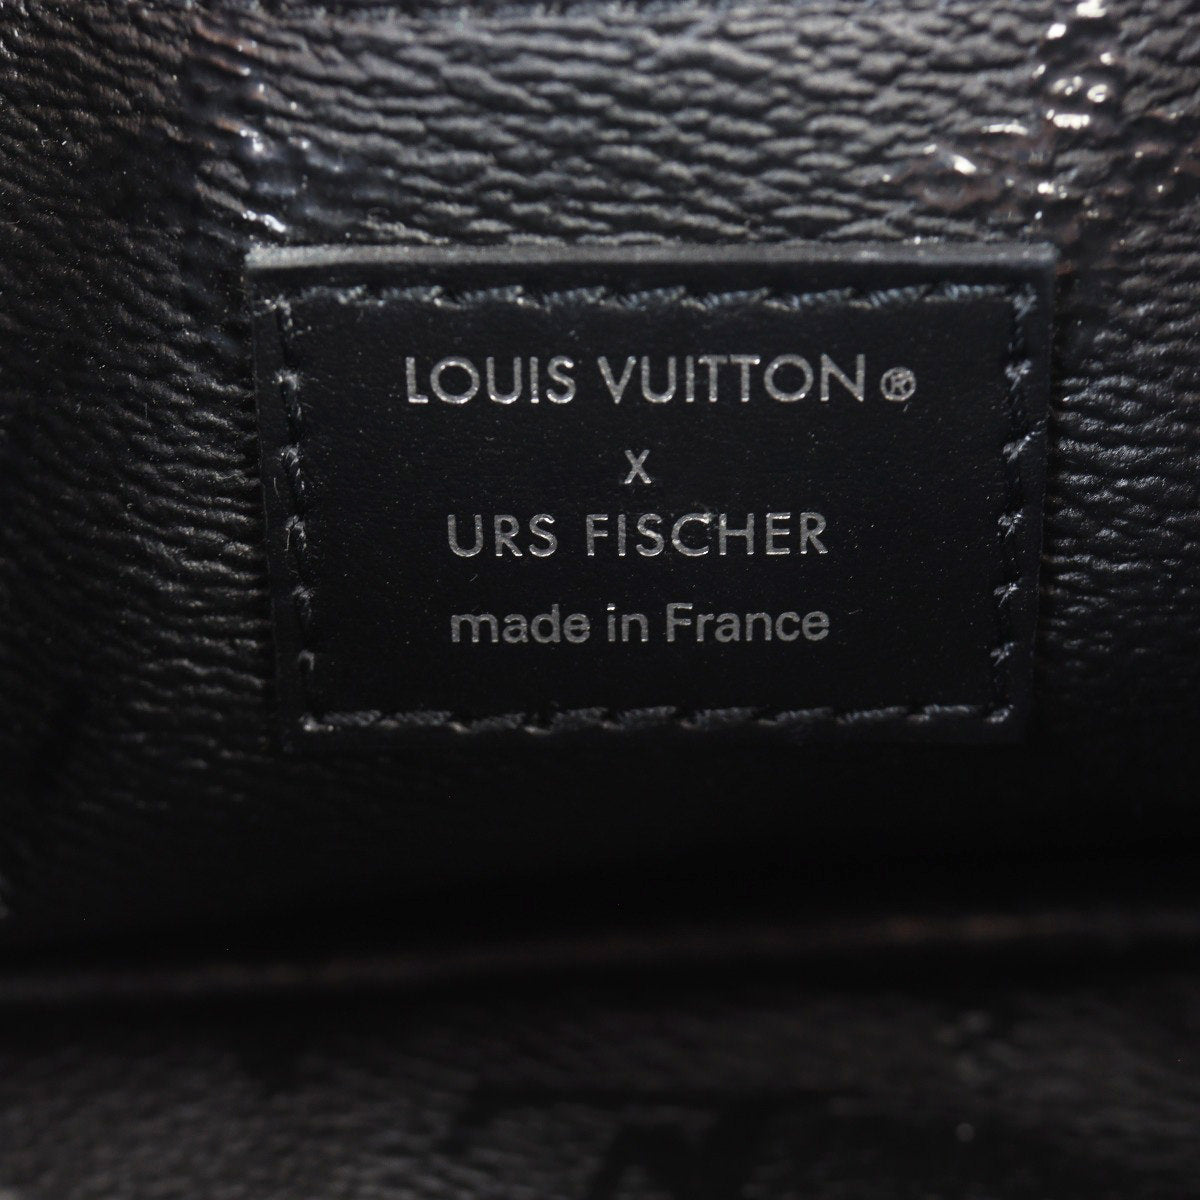 LOUIS VUITTON®
x
URS FISCHER
made in France